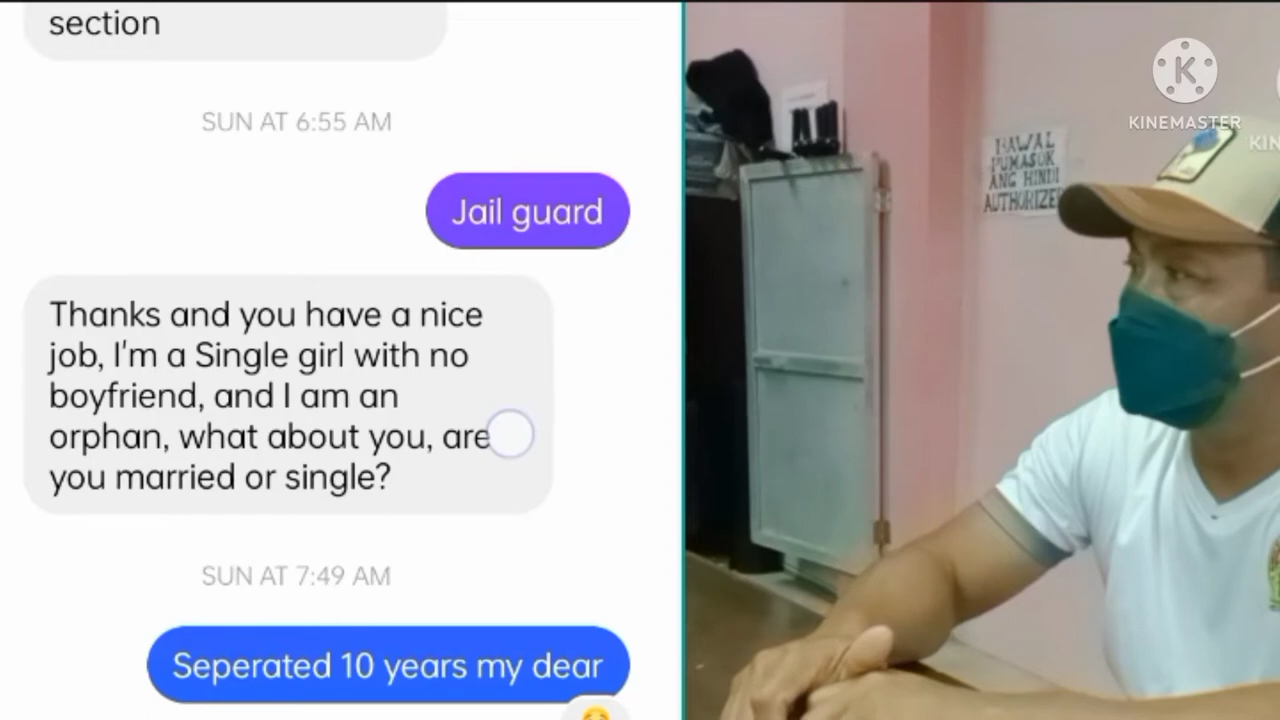 section
SUN AT 6:55 AM
Jail guard
Thanks and you have a nice
job, I'm a Single girl with no
boyfriend, and I am an
orphan, what about you, are
you married or single?
SUN AT 7:49 AM
Seperated 10 years my dear
K
KINEMASTER
KIN
BAWAL
PUMASOK
ANG HINDI
AUTHORIZE